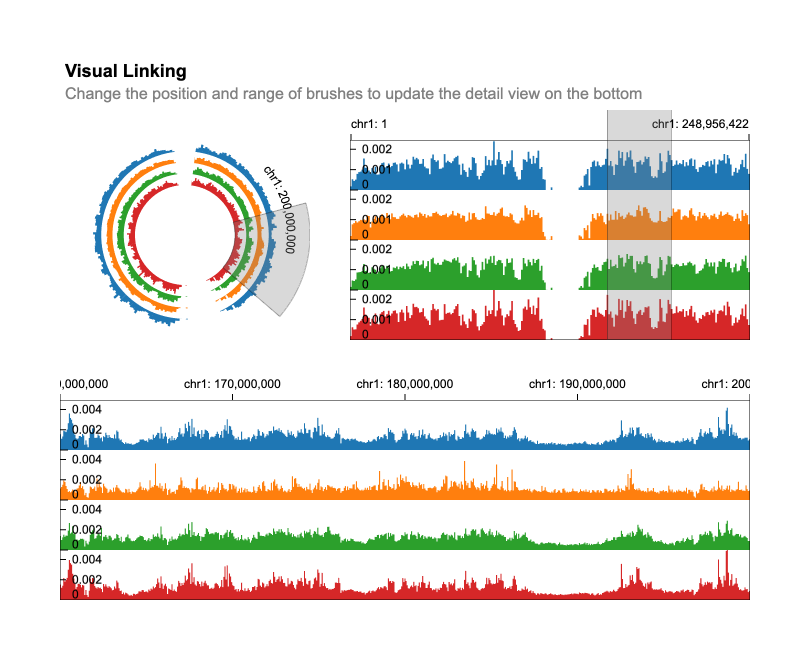 Visual Linking
Change the position and range of brushes to update the detail view on the bottom
chr1: 200,000,000
chr1: 1
chr1: 248,956,422
0.002
0.001
0
0.002
0.001
0
0.002
0.001
0
0.002
0.001
0
),000,000
chr1: 170,000,000
chr1: 180,000,000
chr1: 190,000,000
chr1: 200
0.004
0.002
0
0.004
0.002
0
0.004
0.002
0
0.004
0.002
0